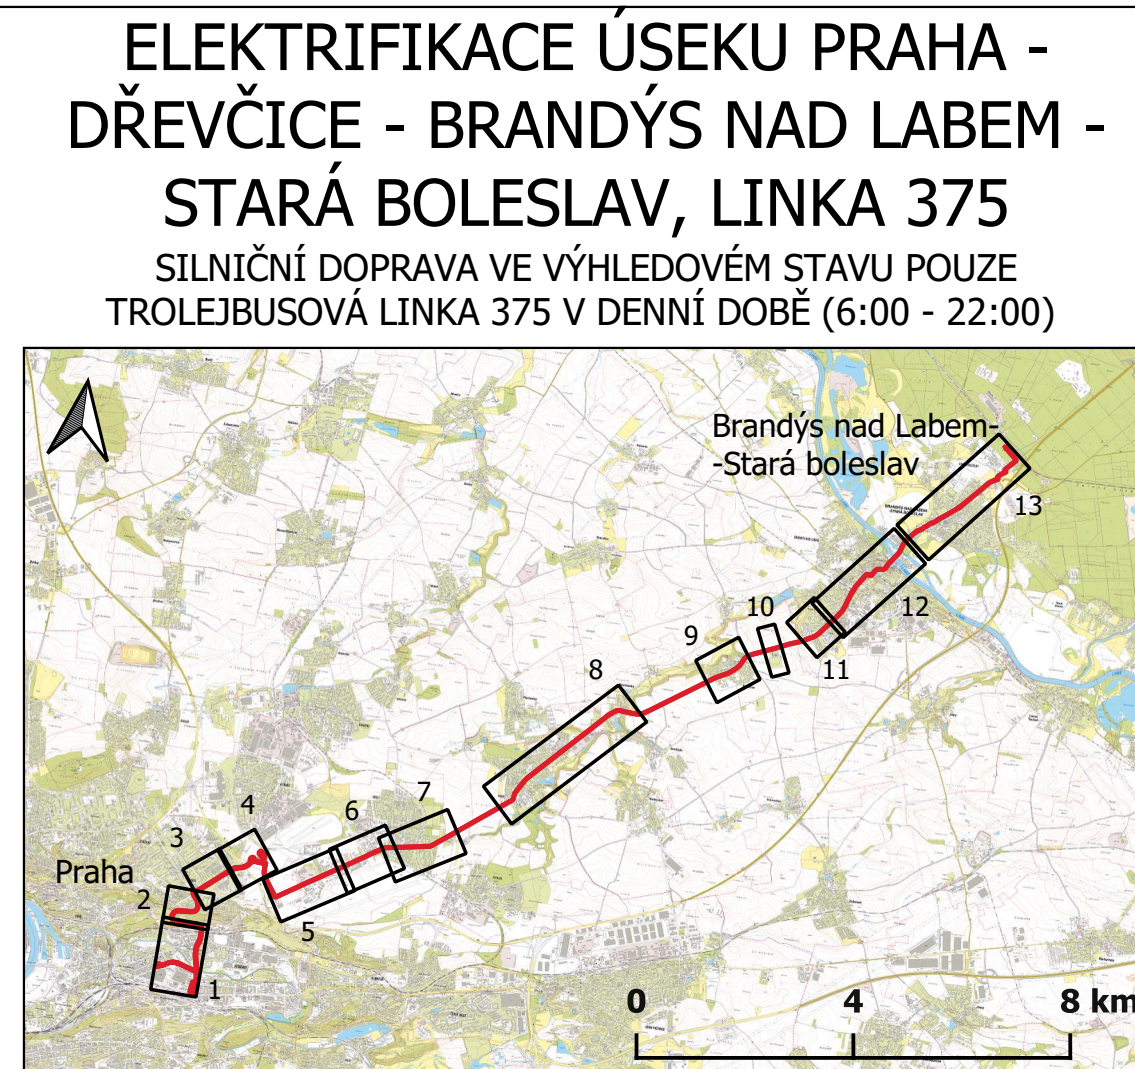 ELEKTRIFIKACE ÚSEKU PRAHA -
DŘEVČICE - BRANDÝS NAD LABEM -
STARÁ BOLESLAV, LINKA 375
SILNIČNÍ DOPRAVA VE VÝHLEDOVÉM STAVU POUZE
TROLEJBUSOVÁ LINKA 375 V DENNÍ DOBĚ (6:00 - 22:00)
Brandýs nad Labem-
-Stará boleslav
13
12
11
10
9
8
7
6
5
4
3
Praha
2
1
0 4 8 km